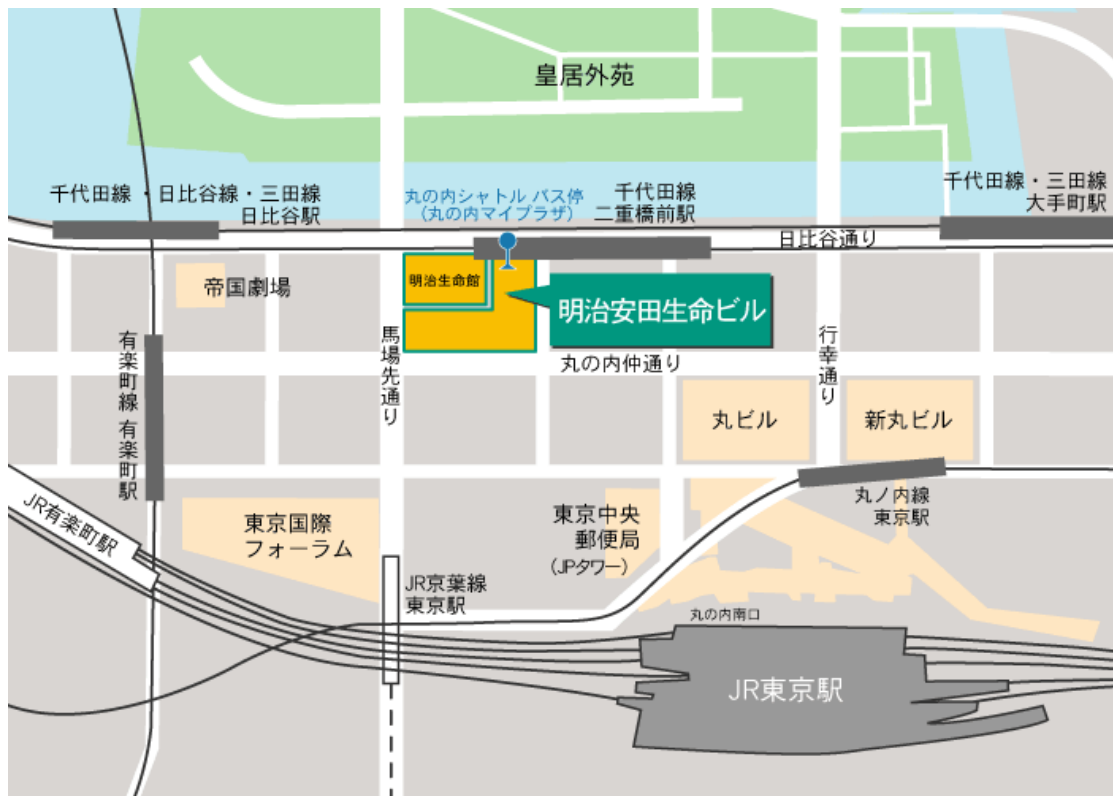 皇居外苑
千代田線・日比谷線・三田線
日比谷駅
丸の内シャトル バス停
(丸の内マイプラザ)
千代田線
二重橋前駅
千代田線・三田線
大手町駅
日比谷通り
帝国劇場
明治生命館
明治安田生命ビル
有楽町線 有楽町駅
馬場先通り
丸の内仲通り
行幸通り
丸ビル
新丸ビル
JR有楽町駅
東京国際
フォーラム
東京中央
郵便局
(JPタワー)
丸ノ内線
東京駅
JR京葉線
東京駅
丸の内南口
JR東京駅